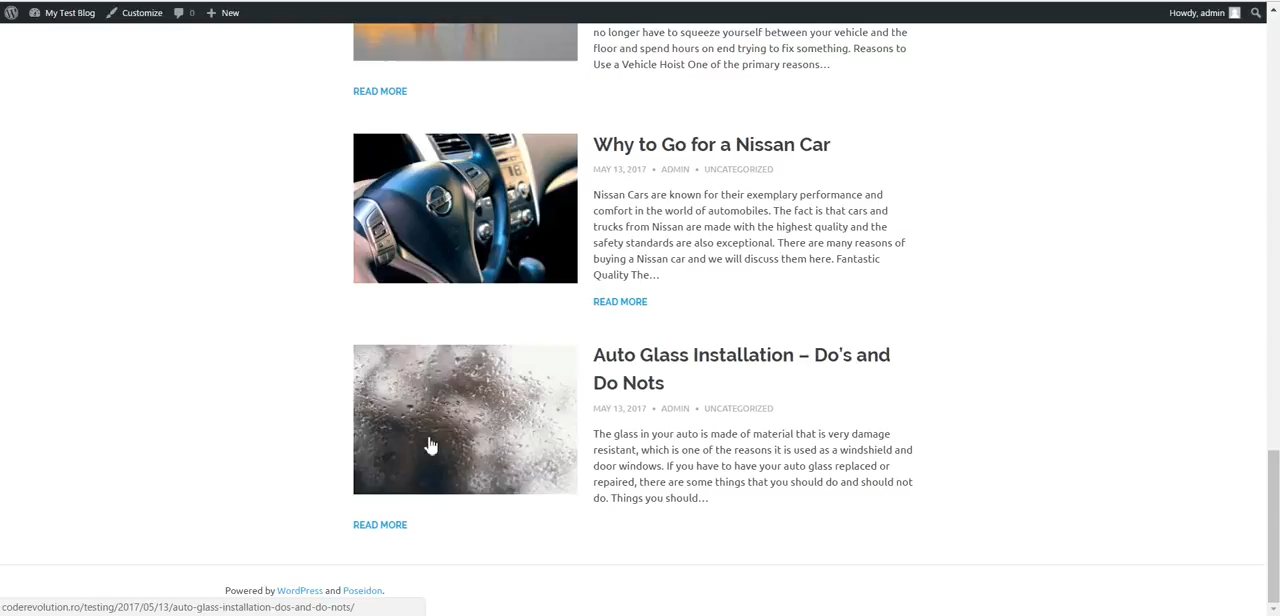 My Test Blog Customize 0 New Howdy, admin
no longer have to squeeze yourself between your vehicle and the
floor and spend hours on end trying to fix something. Reasons to
Use a Vehicle Hoist One of the primary reasons…
READ MORE
Why to Go for a Nissan Car
MAY 13, 2017 • ADMIN • UNCATEGORIZED
Nissan Cars are known for their exemplary performance and
comfort in the world of automobiles. The fact is that cars and
trucks from Nissan are made with the highest quality and the
safety standards are also exceptional. There are many reasons of
buying a Nissan car and we will discuss them here. Fantastic
Quality The…
READ MORE
Auto Glass Installation – Do’s and
Do Nots
MAY 13, 2017 • ADMIN • UNCATEGORIZED
The glass in your auto is made of material that is very damage
resistant, which is one of the reasons it is used as a windshield and
door windows. If you have to have your auto glass replaced or
repaired, there are some things that you should do and should not
do. Things you should…
READ MORE
Powered by WordPress and Poseidon.
coderevolution.ro/testing/2017/05/13/auto-glass-installation-dos-and-do-nots/